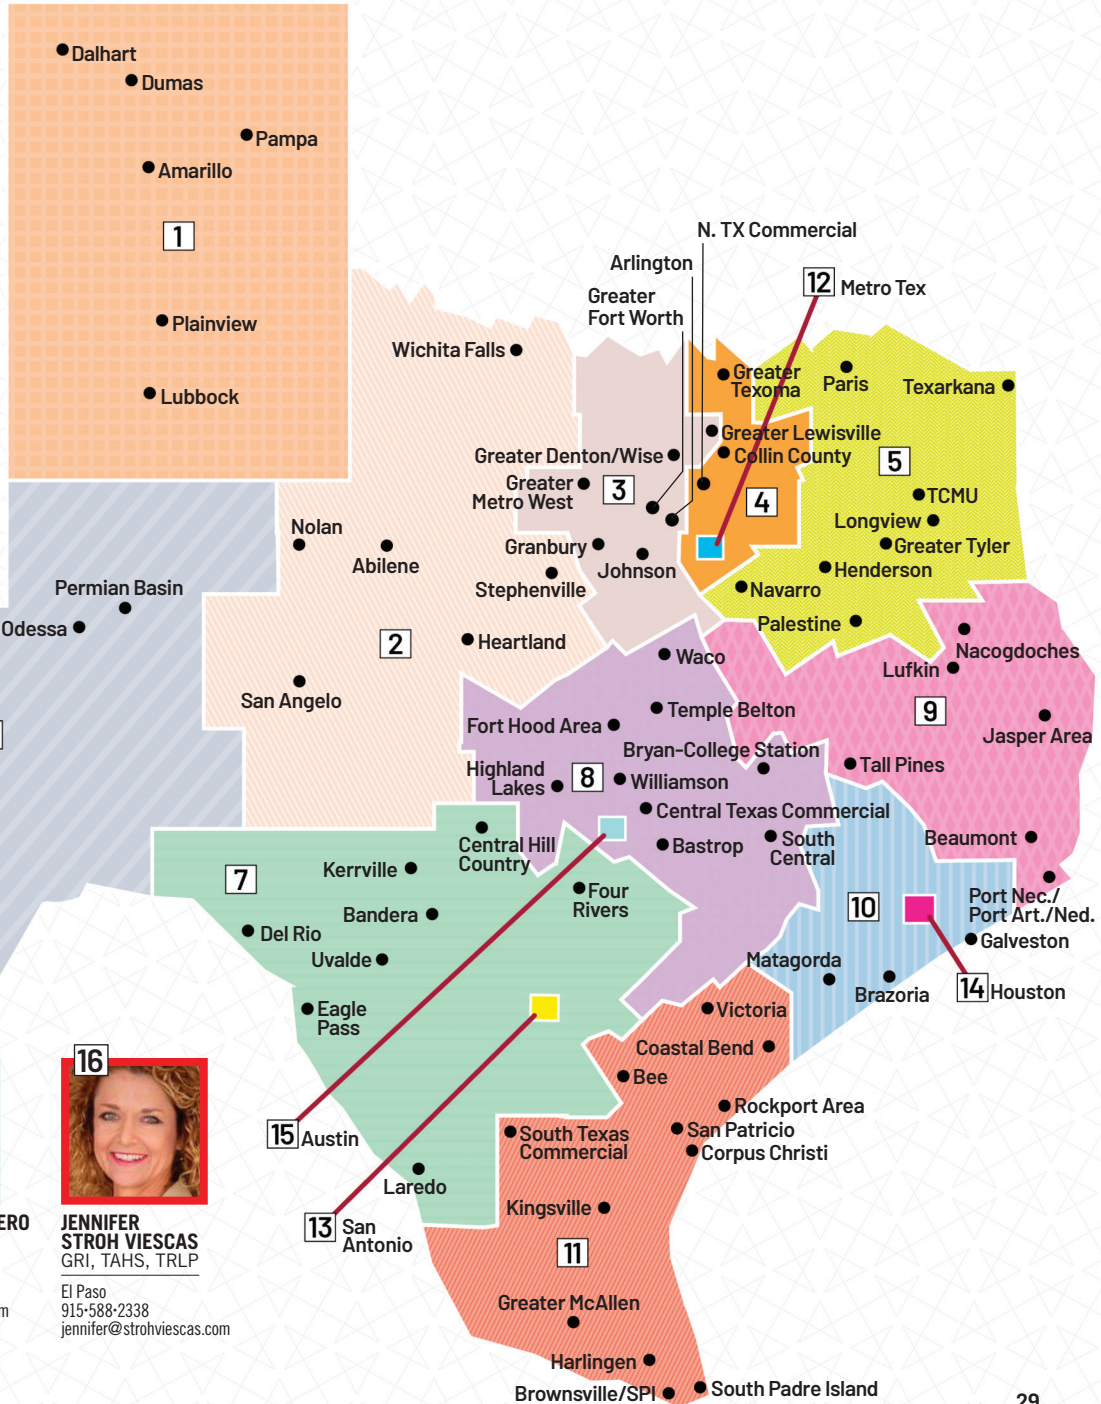 Dalhart
Dumas
Pampa
Amarillo
1
Plainview
Lubbock
N. TX Commercial
Arlington
Greater
Fort Worth
12 Metro Tex
Wichita Falls
Greater
Texoma
Paris
Texarkana
Greater Lewisville
Greater Denton/Wise
Collin County
5
Greater
Metro West
3
4
TCMU
Longview
Nolan
Abilene
Granbury
Johnson
Greater Tyler
Stephenville
Henderson
Navarro
Permian Basin
Odessa
2
Heartland
Palestine
Nacogdoches
Lufkin
Waco
San Angelo
9
Temple Belton
Fort Hood Area
Jasper Area
Bryan-College Station
Tall Pines
Highland
Lakes
8
Williamson
Central Texas Commercial
Central Hill
Country
Bastrop
South
Central
Beaumont
Kerrville
7
Four
Rivers
Port Nec./
Port Art./Ned.
10
Bandera
Del Rio
Galveston
Uvalde
Matagorda
Brazoria
14 Houston
Eagle
Pass
Victoria
Coastal Bend
Bee
Rockport Area
15 Austin
South Texas
Commercial
San Patricio
Corpus Christi
Laredo
Kingsville
13 San
Antonio
11
Greater McAllen
Harlingen
Brownsville/SPI
South Padre Island
16
ERO
JENNIFER
STROH VIESCAS
GRI, TAHS, TRLP
El Paso
915•588•2338
m
jennifer@strohviescas.com
29